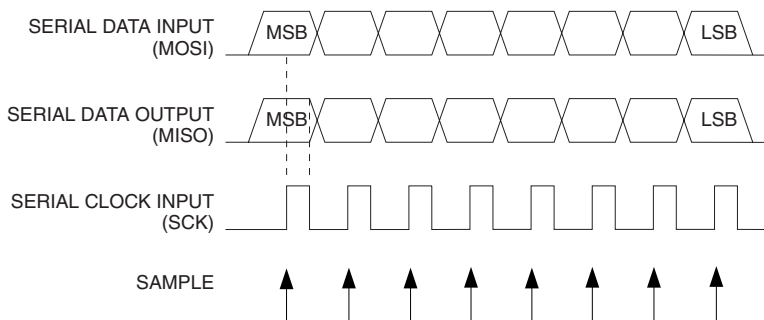 SERIAL DATA INPUT
(MOSI)
MSB
LSB
SERIAL DATA OUTPUT
(MISO)
MSB
LSB
SERIAL CLOCK INPUT
(SCK)
SAMPLE